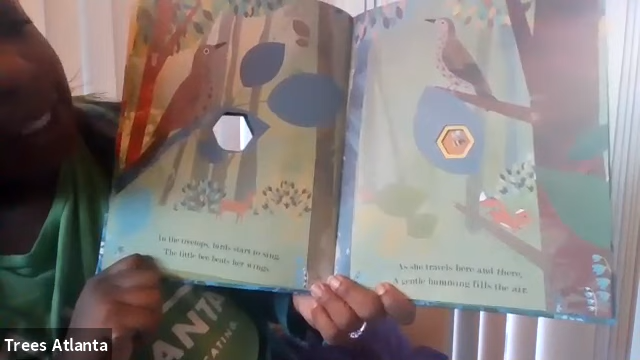 In the treetops, birds start to sing.
The little bee beats her wings.
As she travels here and there,
A gentle humming fills the air.
ANTA
CATING
Trees Atlanta